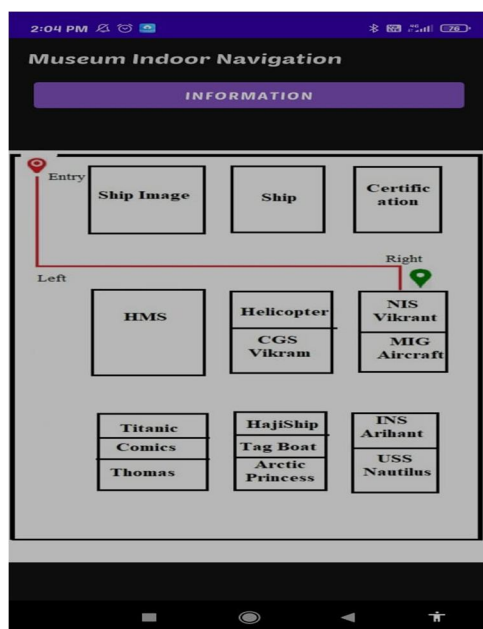 2:04 PM
76
Museum Indoor Navigation
INFORMATION
Entry
Ship Image
Ship
Certific
ation
Right
Left
HMS
Helicopter
CGS
Vikram
NIS
Vikrant
MIG
Aircraft
Titanic
Comics
Thomas
HajiShip
Tag Boat
Arctic
Princess
INS
Arihant
USS
Nautilus